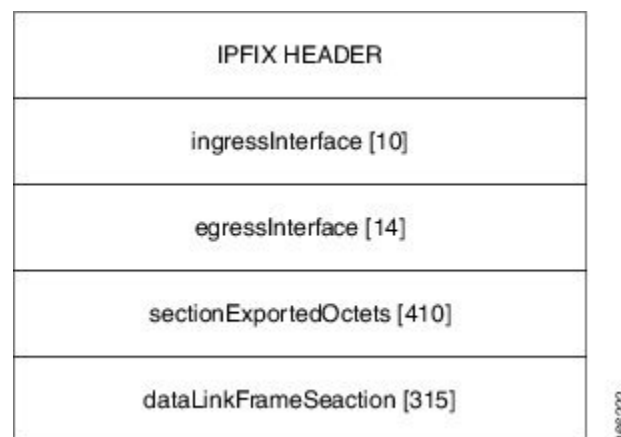 IPFIX HEADER
ingressInterface [10]
egressInterface [14]
sectionExportedOctets [410]
dataLinkFrameSeaction [315]